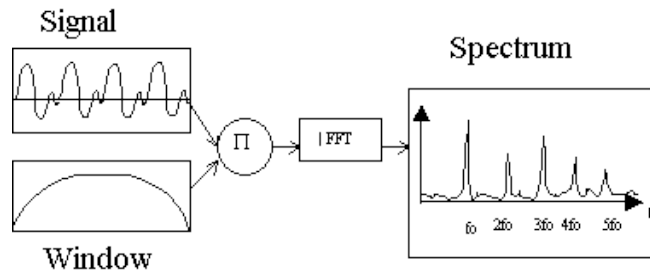 Signal
Spectrum
Π
| FFT
fo 2fo 3fo 4fo 5fo
Window